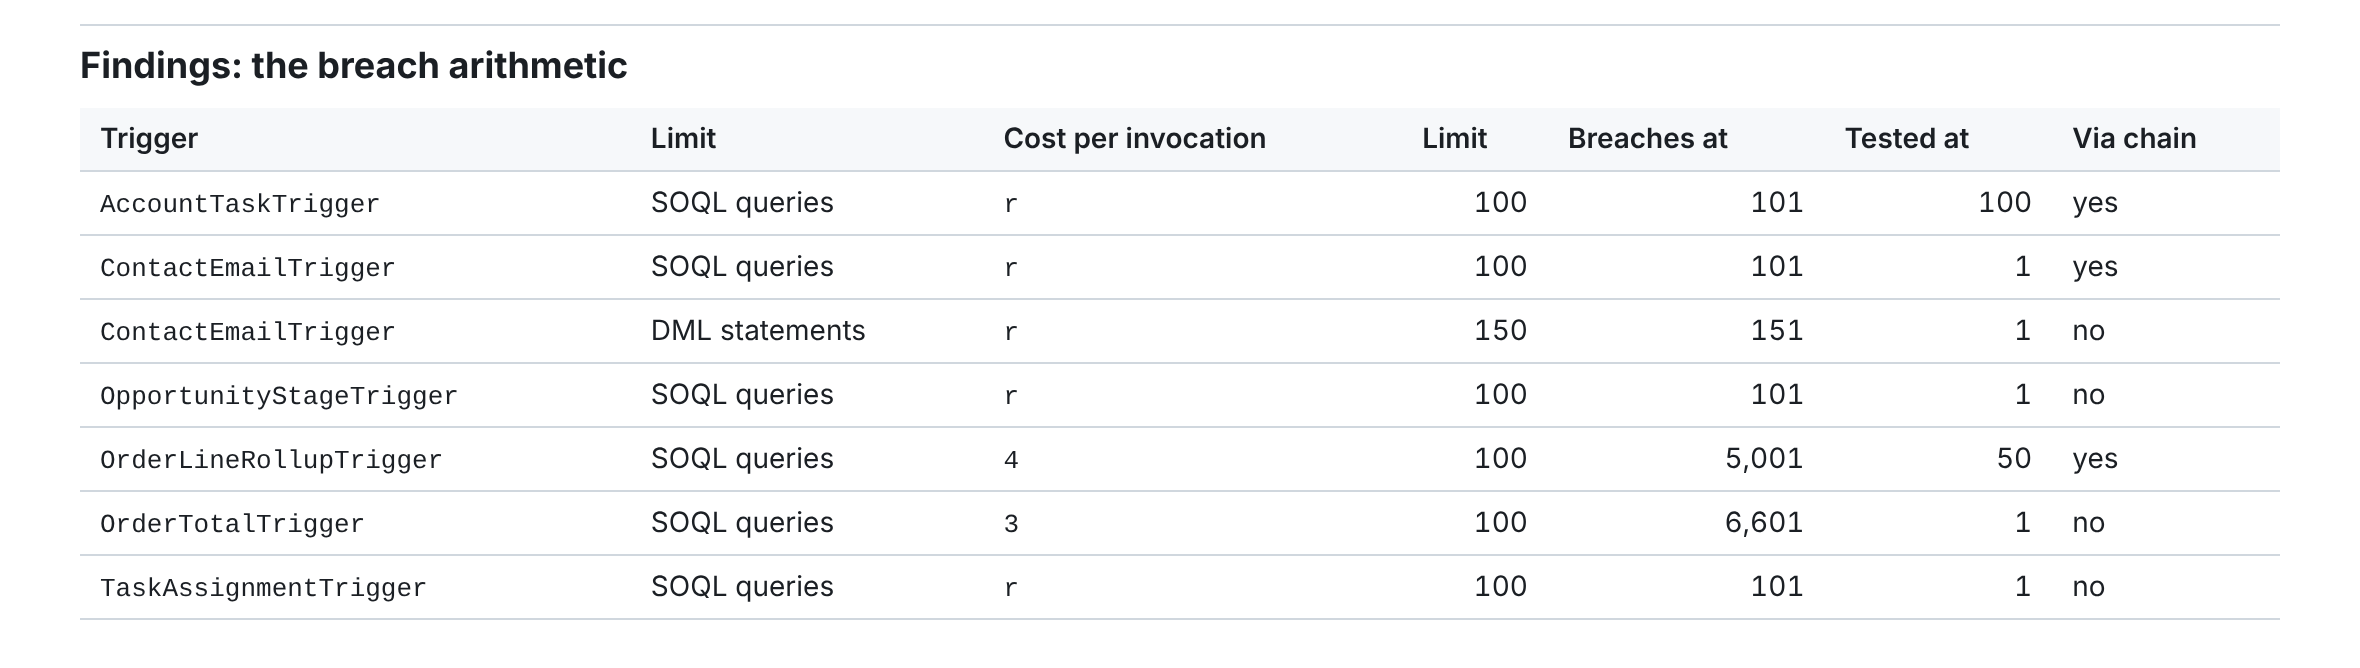 Findings: the breach arithmetic
Trigger Limit Cost per invocation Limit Breaches at Tested at Via chain
AccountTaskTrigger SOQL queries r 100 101 100 yes
ContactEmailTrigger SOQL queries r 100 101 1 yes
ContactEmailTrigger DML statements r 150 151 1 no
OpportunityStageTrigger SOQL queries r 100 101 1 no
OrderLineRollupTrigger SOQL queries 4 100 5,001 50 yes
OrderTotalTrigger SOQL queries 3 100 6,601 1 no
TaskAssignmentTrigger SOQL queries r 100 101 1 no